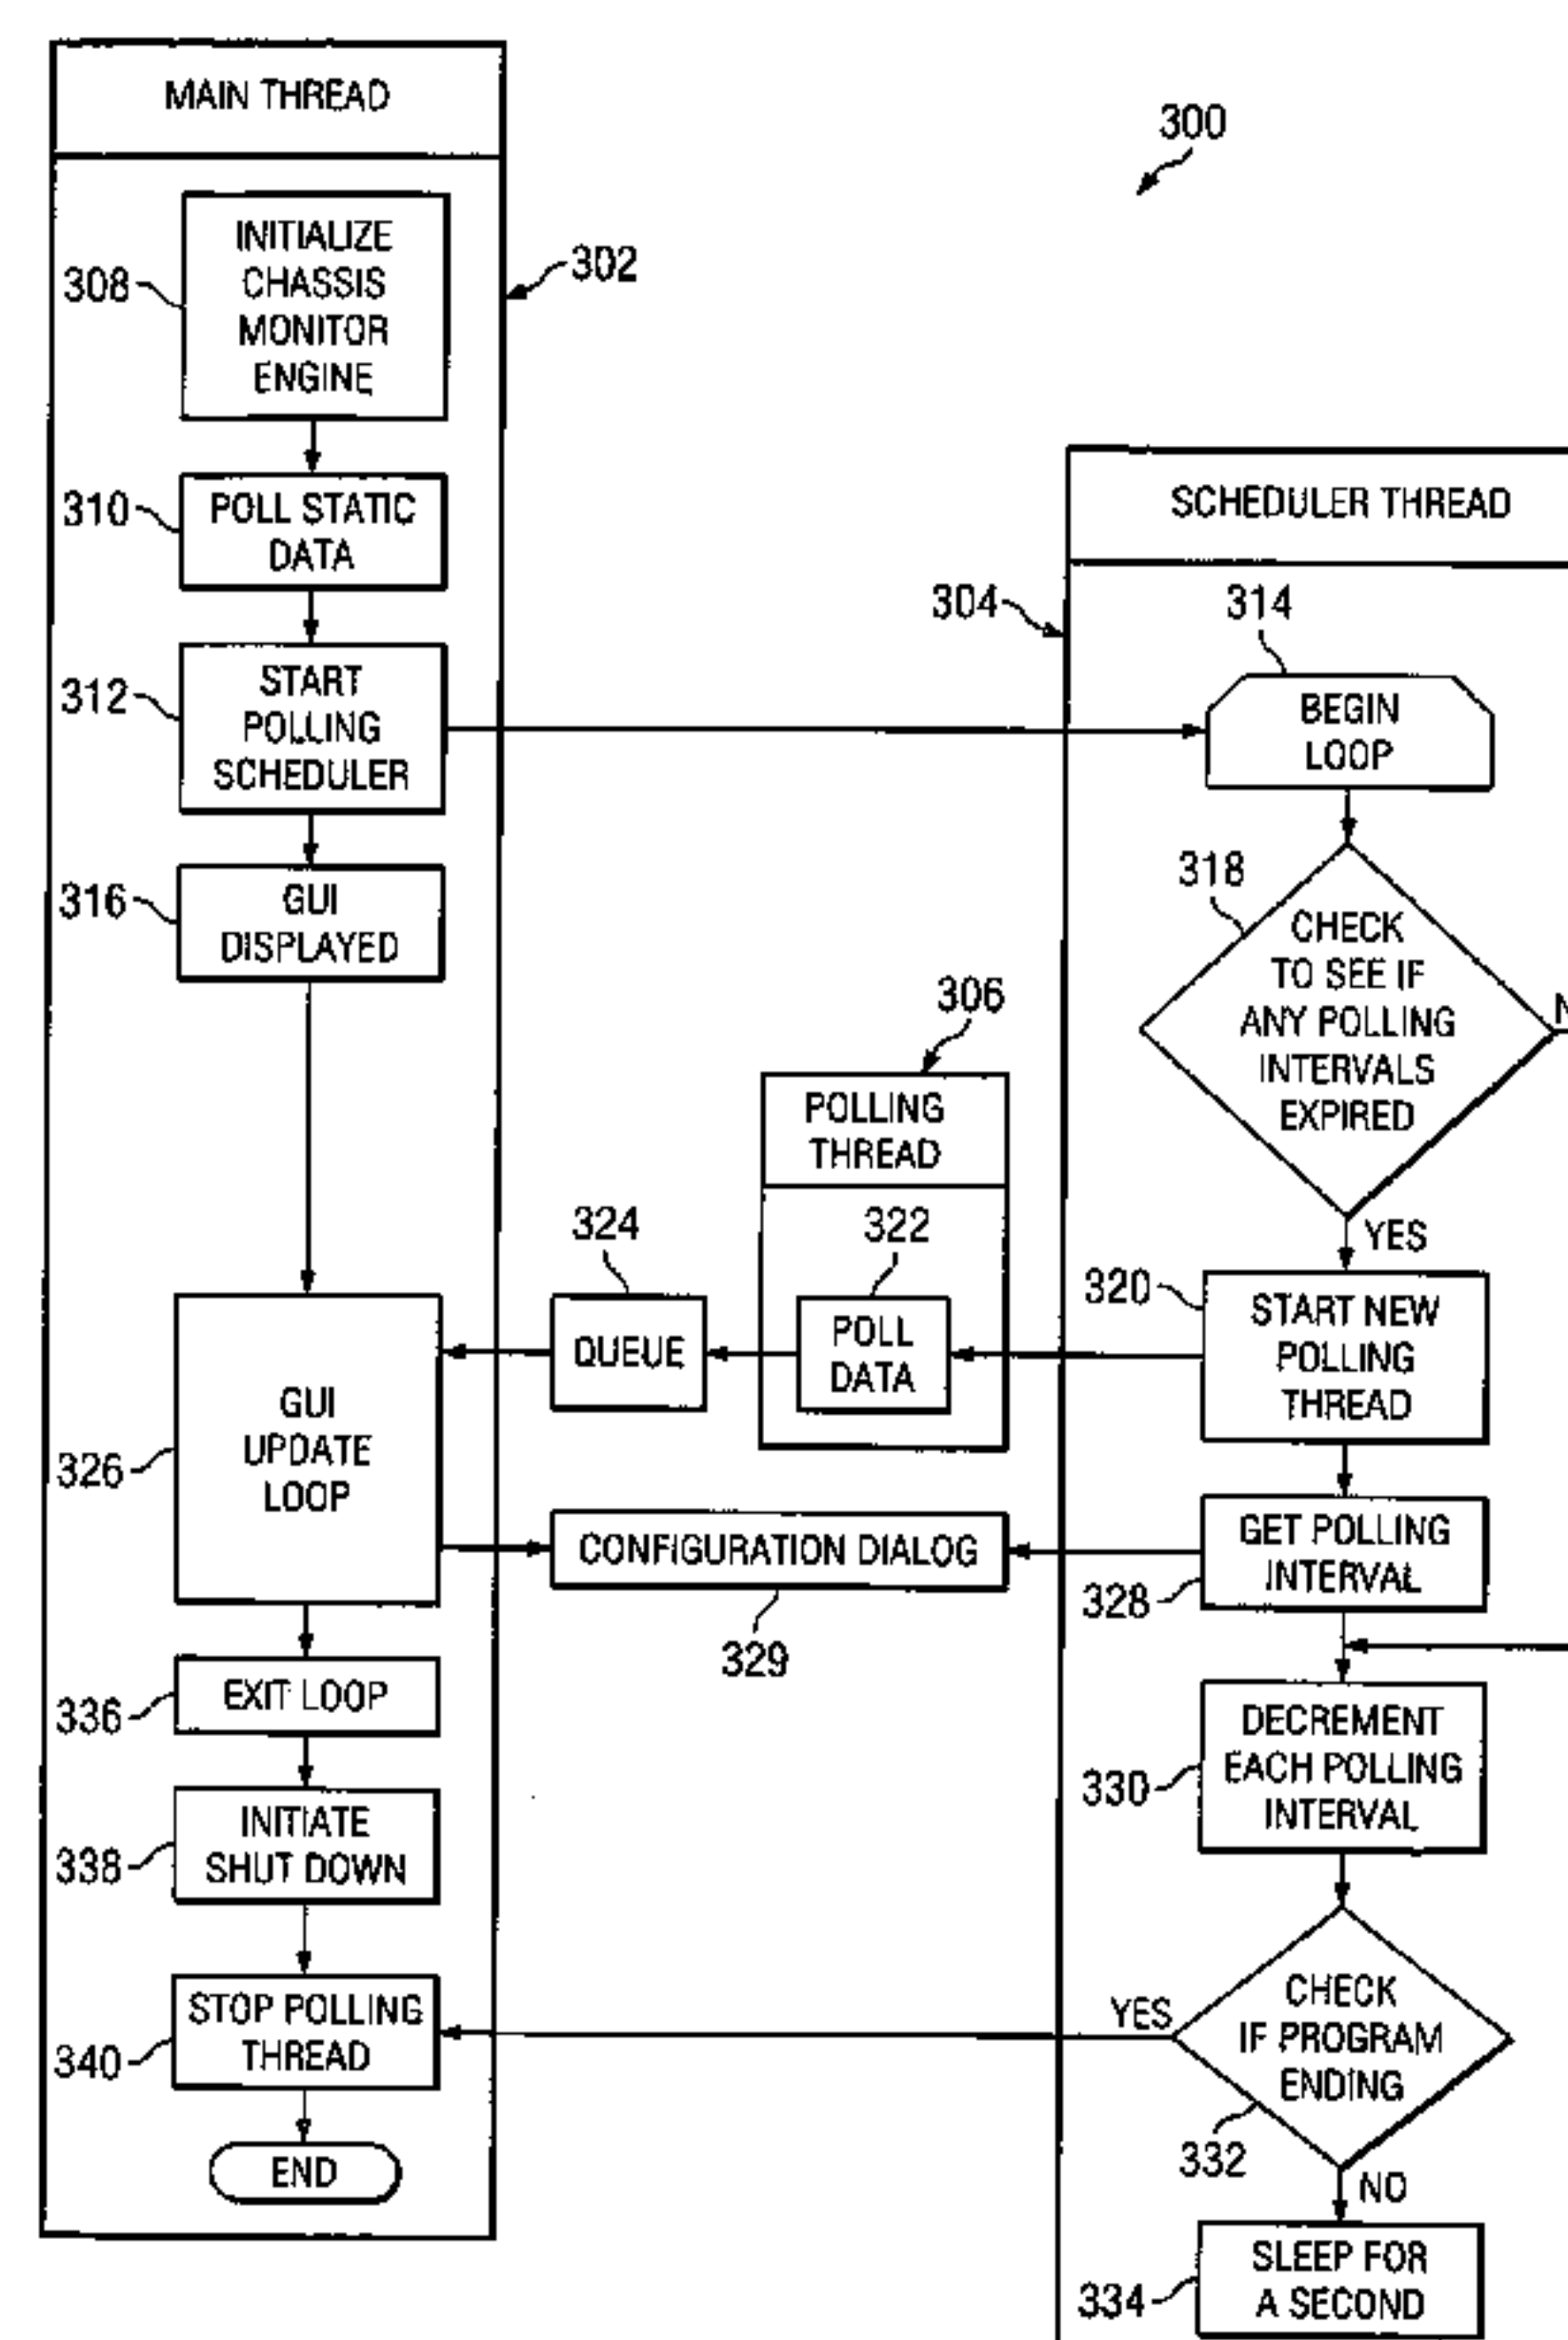 MAIN THREAD
300
INITIALIZE
CHASSIS
MONITOR
ENGINE
308
302
310
POLL STATIC
DATA
312
START
POLLING
SCHEDULER
316
GUI
DISPLAYED
326
GUI
UPDATE
LOOP
336
EXIT LOOP
338
INITIATE
SHUT DOWN
340
STOP POLLING
THREAD
END
306
POLLING
THREAD
324
322
QUEUE
POLL
DATA
CONFIGURATION DIALOG
329
SCHEDULER THREAD
304
314
BEGIN
LOOP
318
CHECK
TO SEE IF
ANY POLLING
INTERVALS
EXPIRED
N
YES
320
START NEW
POLLING
THREAD
GET POLLING
INTERVAL
328
DECREMENT
EACH POLLING
INTERVAL
330
YES
CHECK
IF PROGRAM
ENDING
332
NO
SLEEP FOR
A SECOND
334